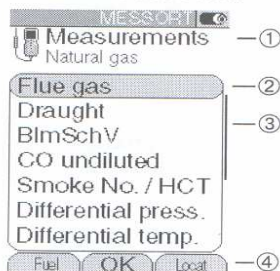 MESSORT
Measurements ①
Natural gas
Flue gas ②
Draught ③
BImSchV
CO undiluted
Smoke No. / HCT
Differential press.
Differential temp.
Fuel OK Locat ④